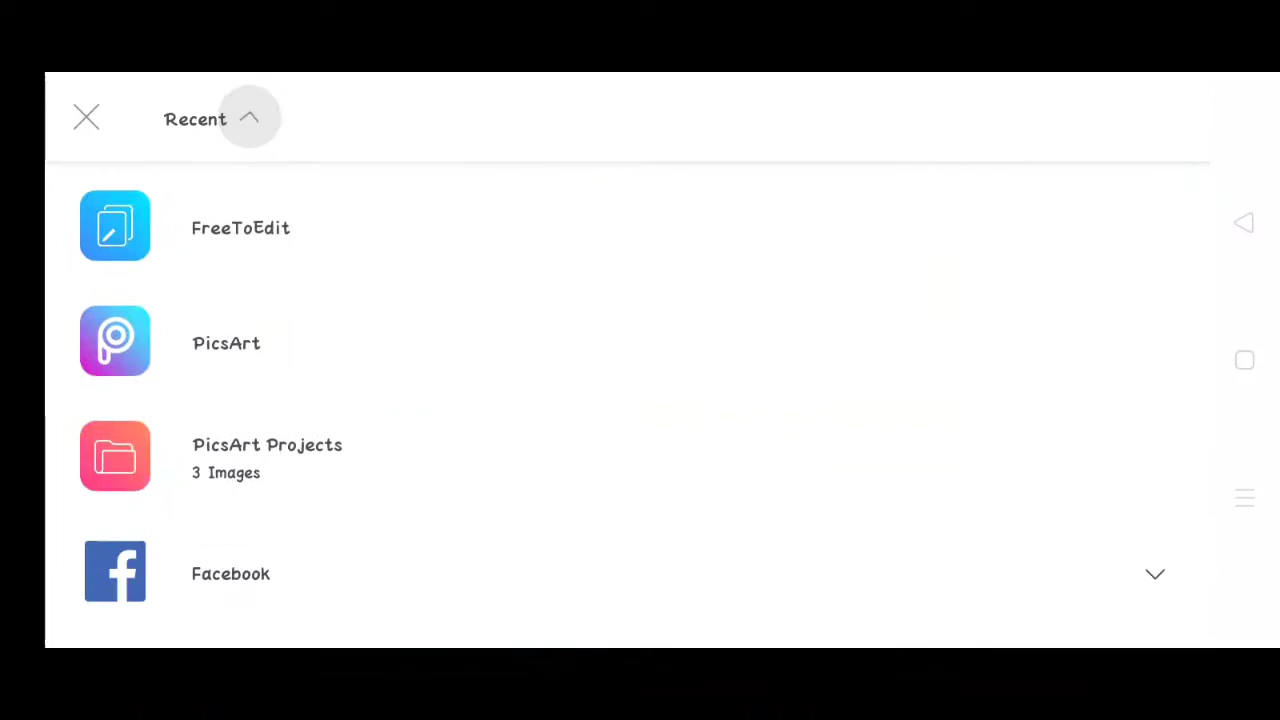 Recent
FreeToEdit
PicsArt
PicsArt Projects
3 Images
Facebook